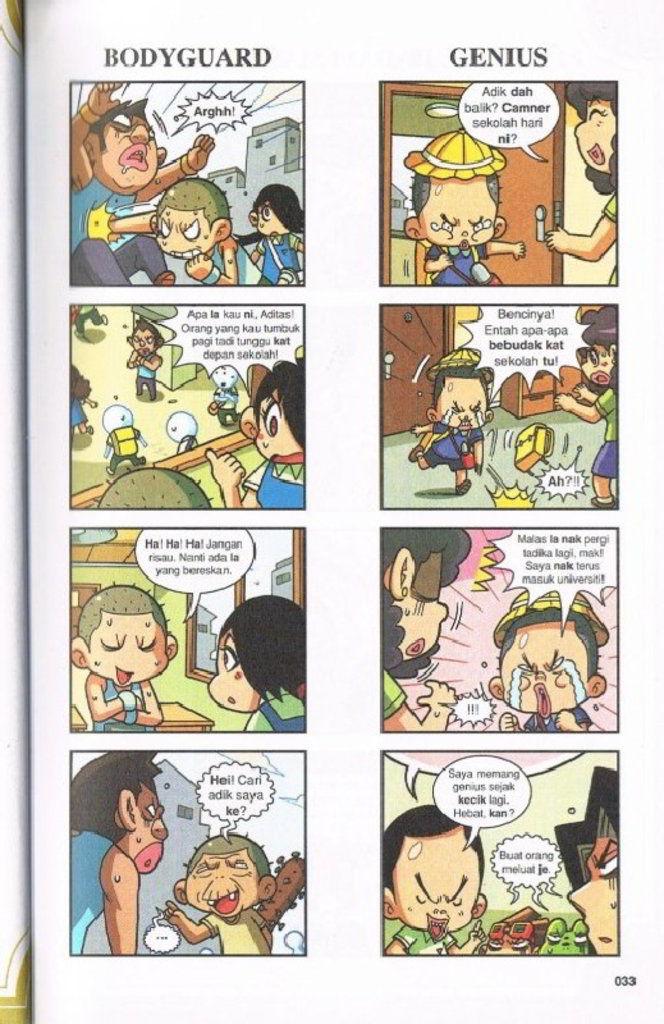 BODYGUARD
Arghh!
Apa la kau ni, Aditas!
Orang yang kau tumbuk
pagi tadi tunggu kat
depan sekolah!
Ha! Ha! Ha! Jangan
risau. Nanti ada la
yang bereskan.
Hei! Cari
adik saya
ke?
...
GENIUS
Adik dah
balik? Camner
sekolah hari
ni?
Bencinya!
Entah apa-apa
bebudak kat
sekolah tu!
Ah?!!
Malas la nak pergi
tadika lagi, mak!!
Saya nak terus
masuk universiti!!
!!!
Saya memang
genius sejak
kecik lagi.
Hebat, kan?
Buat orang
meluat je.
033